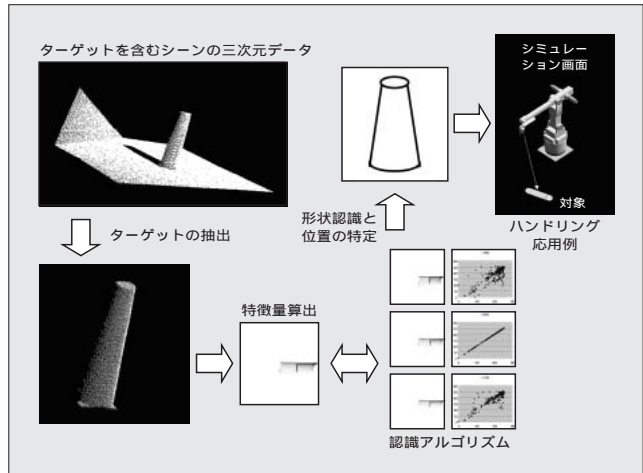 ターゲットを含むシーンの三次元データ
シミュレー
ション画面
対象
ハンドリング
応用例
形状認識と
位置の特定
ターゲットの抽出
特徴量算出
認識アルゴリズム